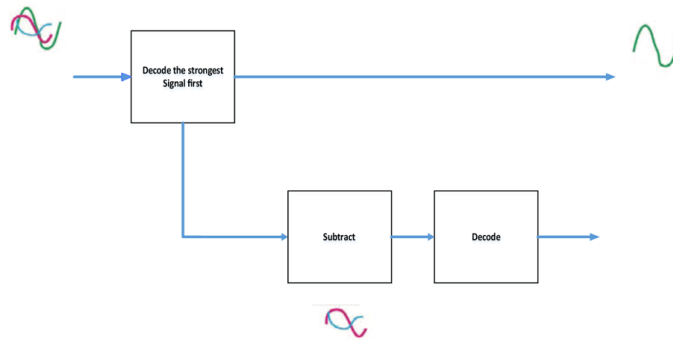 Decode the strongest
Signal first
Subtract
Decode